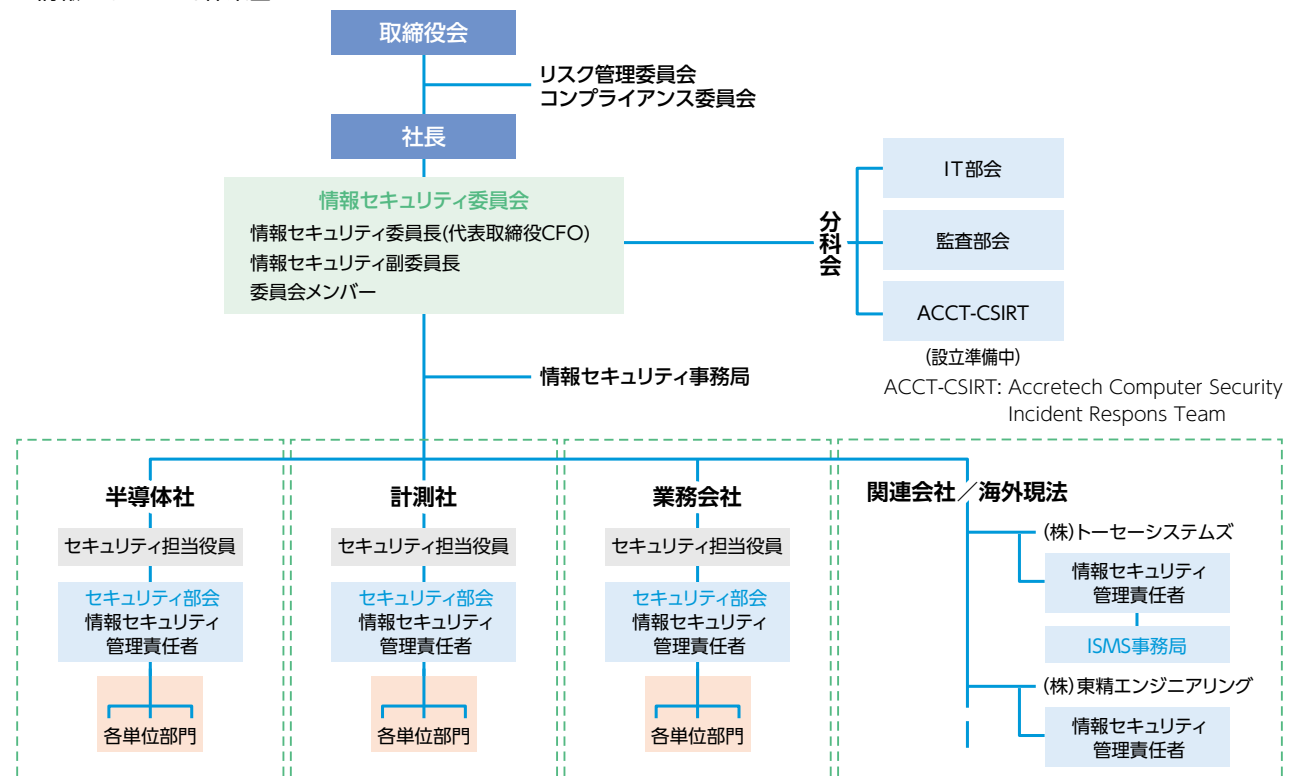 取締役会
リスク管理委員会
コンプライアンス委員会
社長
情報セキュリティ委員会
情報セキュリティ委員長(代表取締役CFO)
情報セキュリティ副委員長
委員会メンバー
分科会
IT部会
監査部会
ACCT-CSIRT
(設立準備中)
ACCT-CSIRT: Accretech Computer Security
Incident Respons Team
情報セキュリティ事務局
半導体社
セキュリティ担当役員
セキュリティ部会
情報セキュリティ
管理責任者
各単位部門
計測社
セキュリティ担当役員
セキュリティ部会
情報セキュリティ
管理責任者
各単位部門
業務会社
セキュリティ担当役員
セキュリティ部会
情報セキュリティ
管理責任者
各単位部門
関連会社／海外現法
(株)トーセーシステムズ
情報セキュリティ
管理責任者
ISMS事務局
(株)東精エンジニアリング
情報セキュリティ
管理責任者